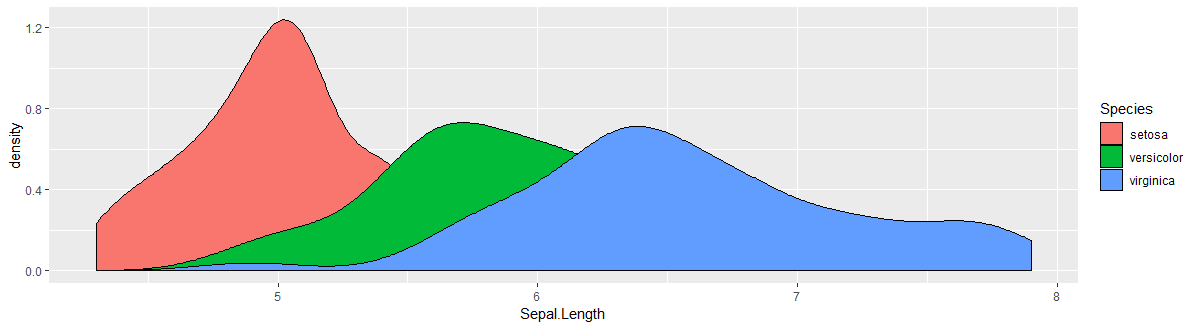 1.2
0.8
0.4
0.0
density
5
6
7
8
Sepal.Length
Species
setosa
versicolor
virginica